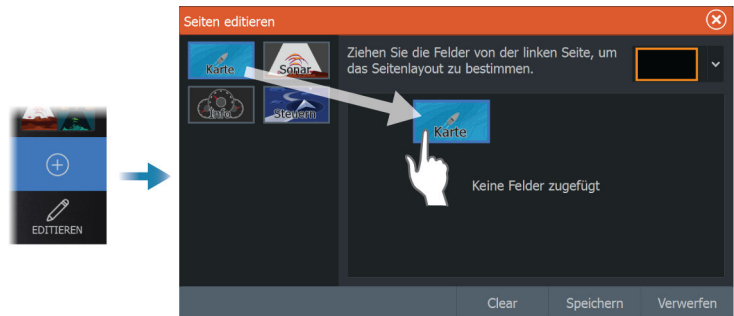 EDITIEREN
Seiten editieren
Karte
Sonar
Info
Steuern
Ziehen Sie die Felder von der linken Seite, um
das Seitenlayout zu bestimmen.
Karte
Keine Felder zugefügt
Clear
Speichern
Verwerfen